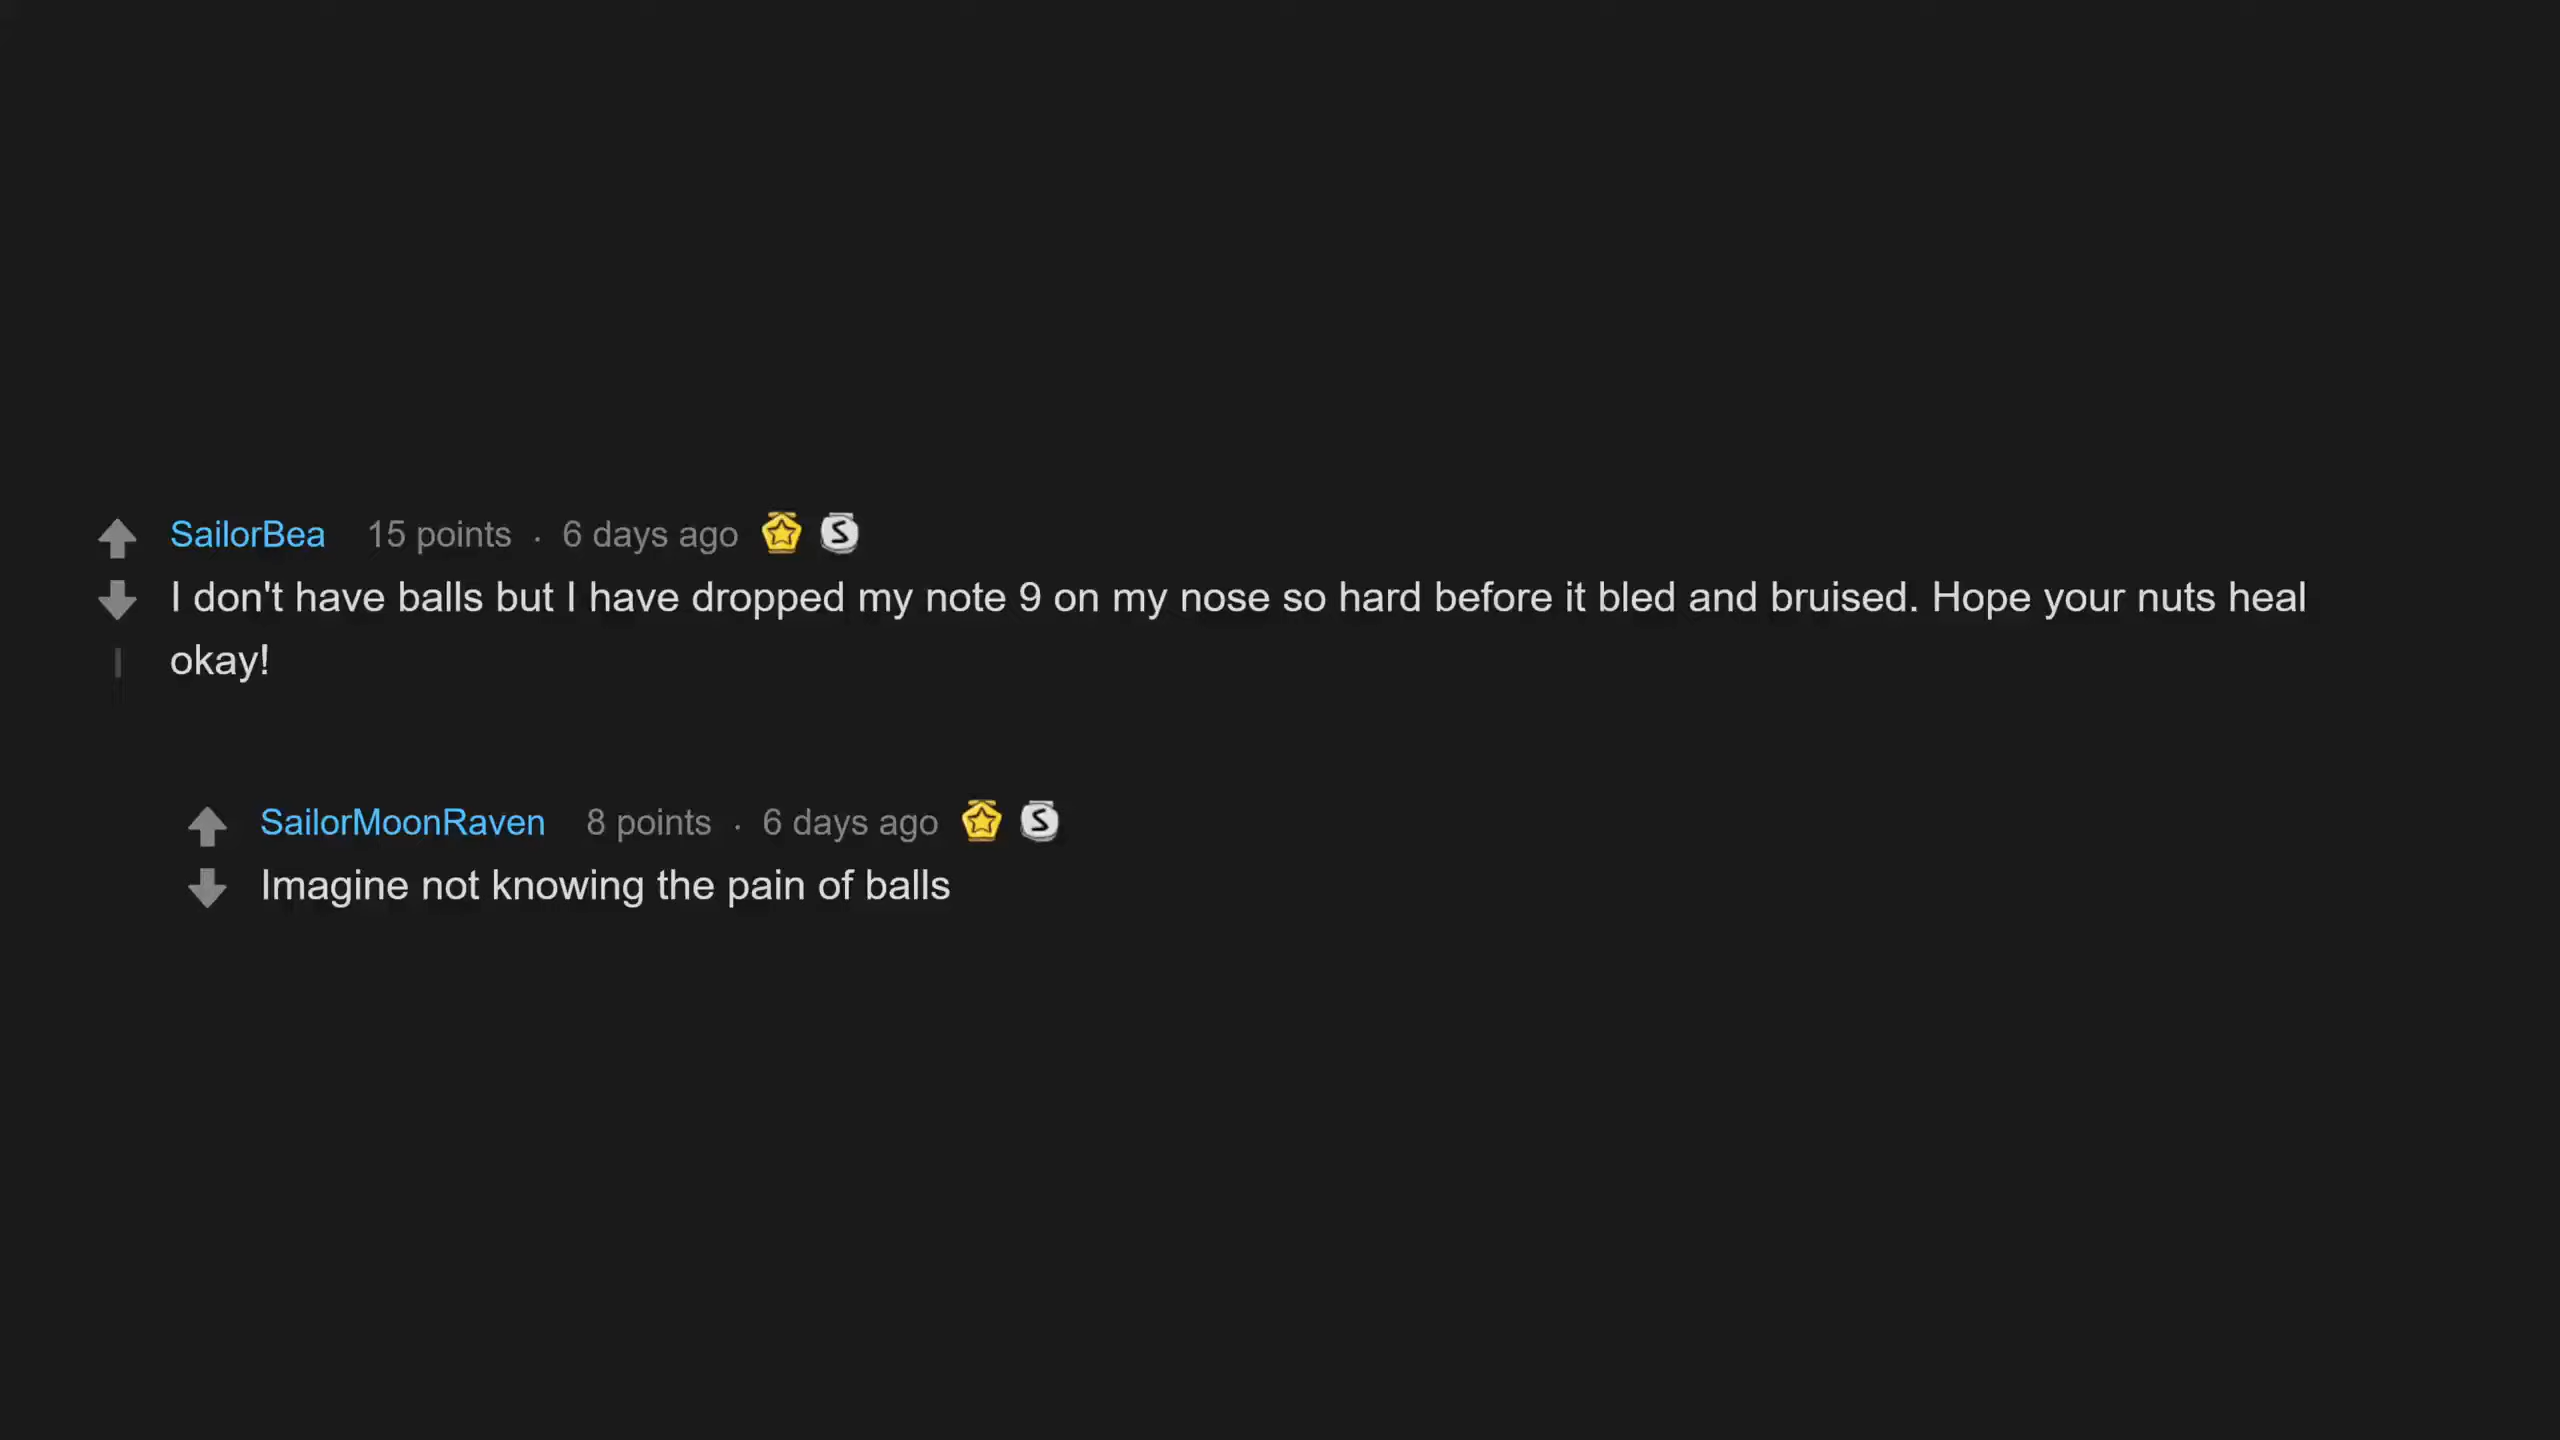 SailorBea 15 points · 6 days ago S
I don't have balls but I have dropped my note 9 on my nose so hard before it bled and bruised. Hope your nuts heal
okay!
SailorMoonRaven 8 points · 6 days ago S
Imagine not knowing the pain of balls